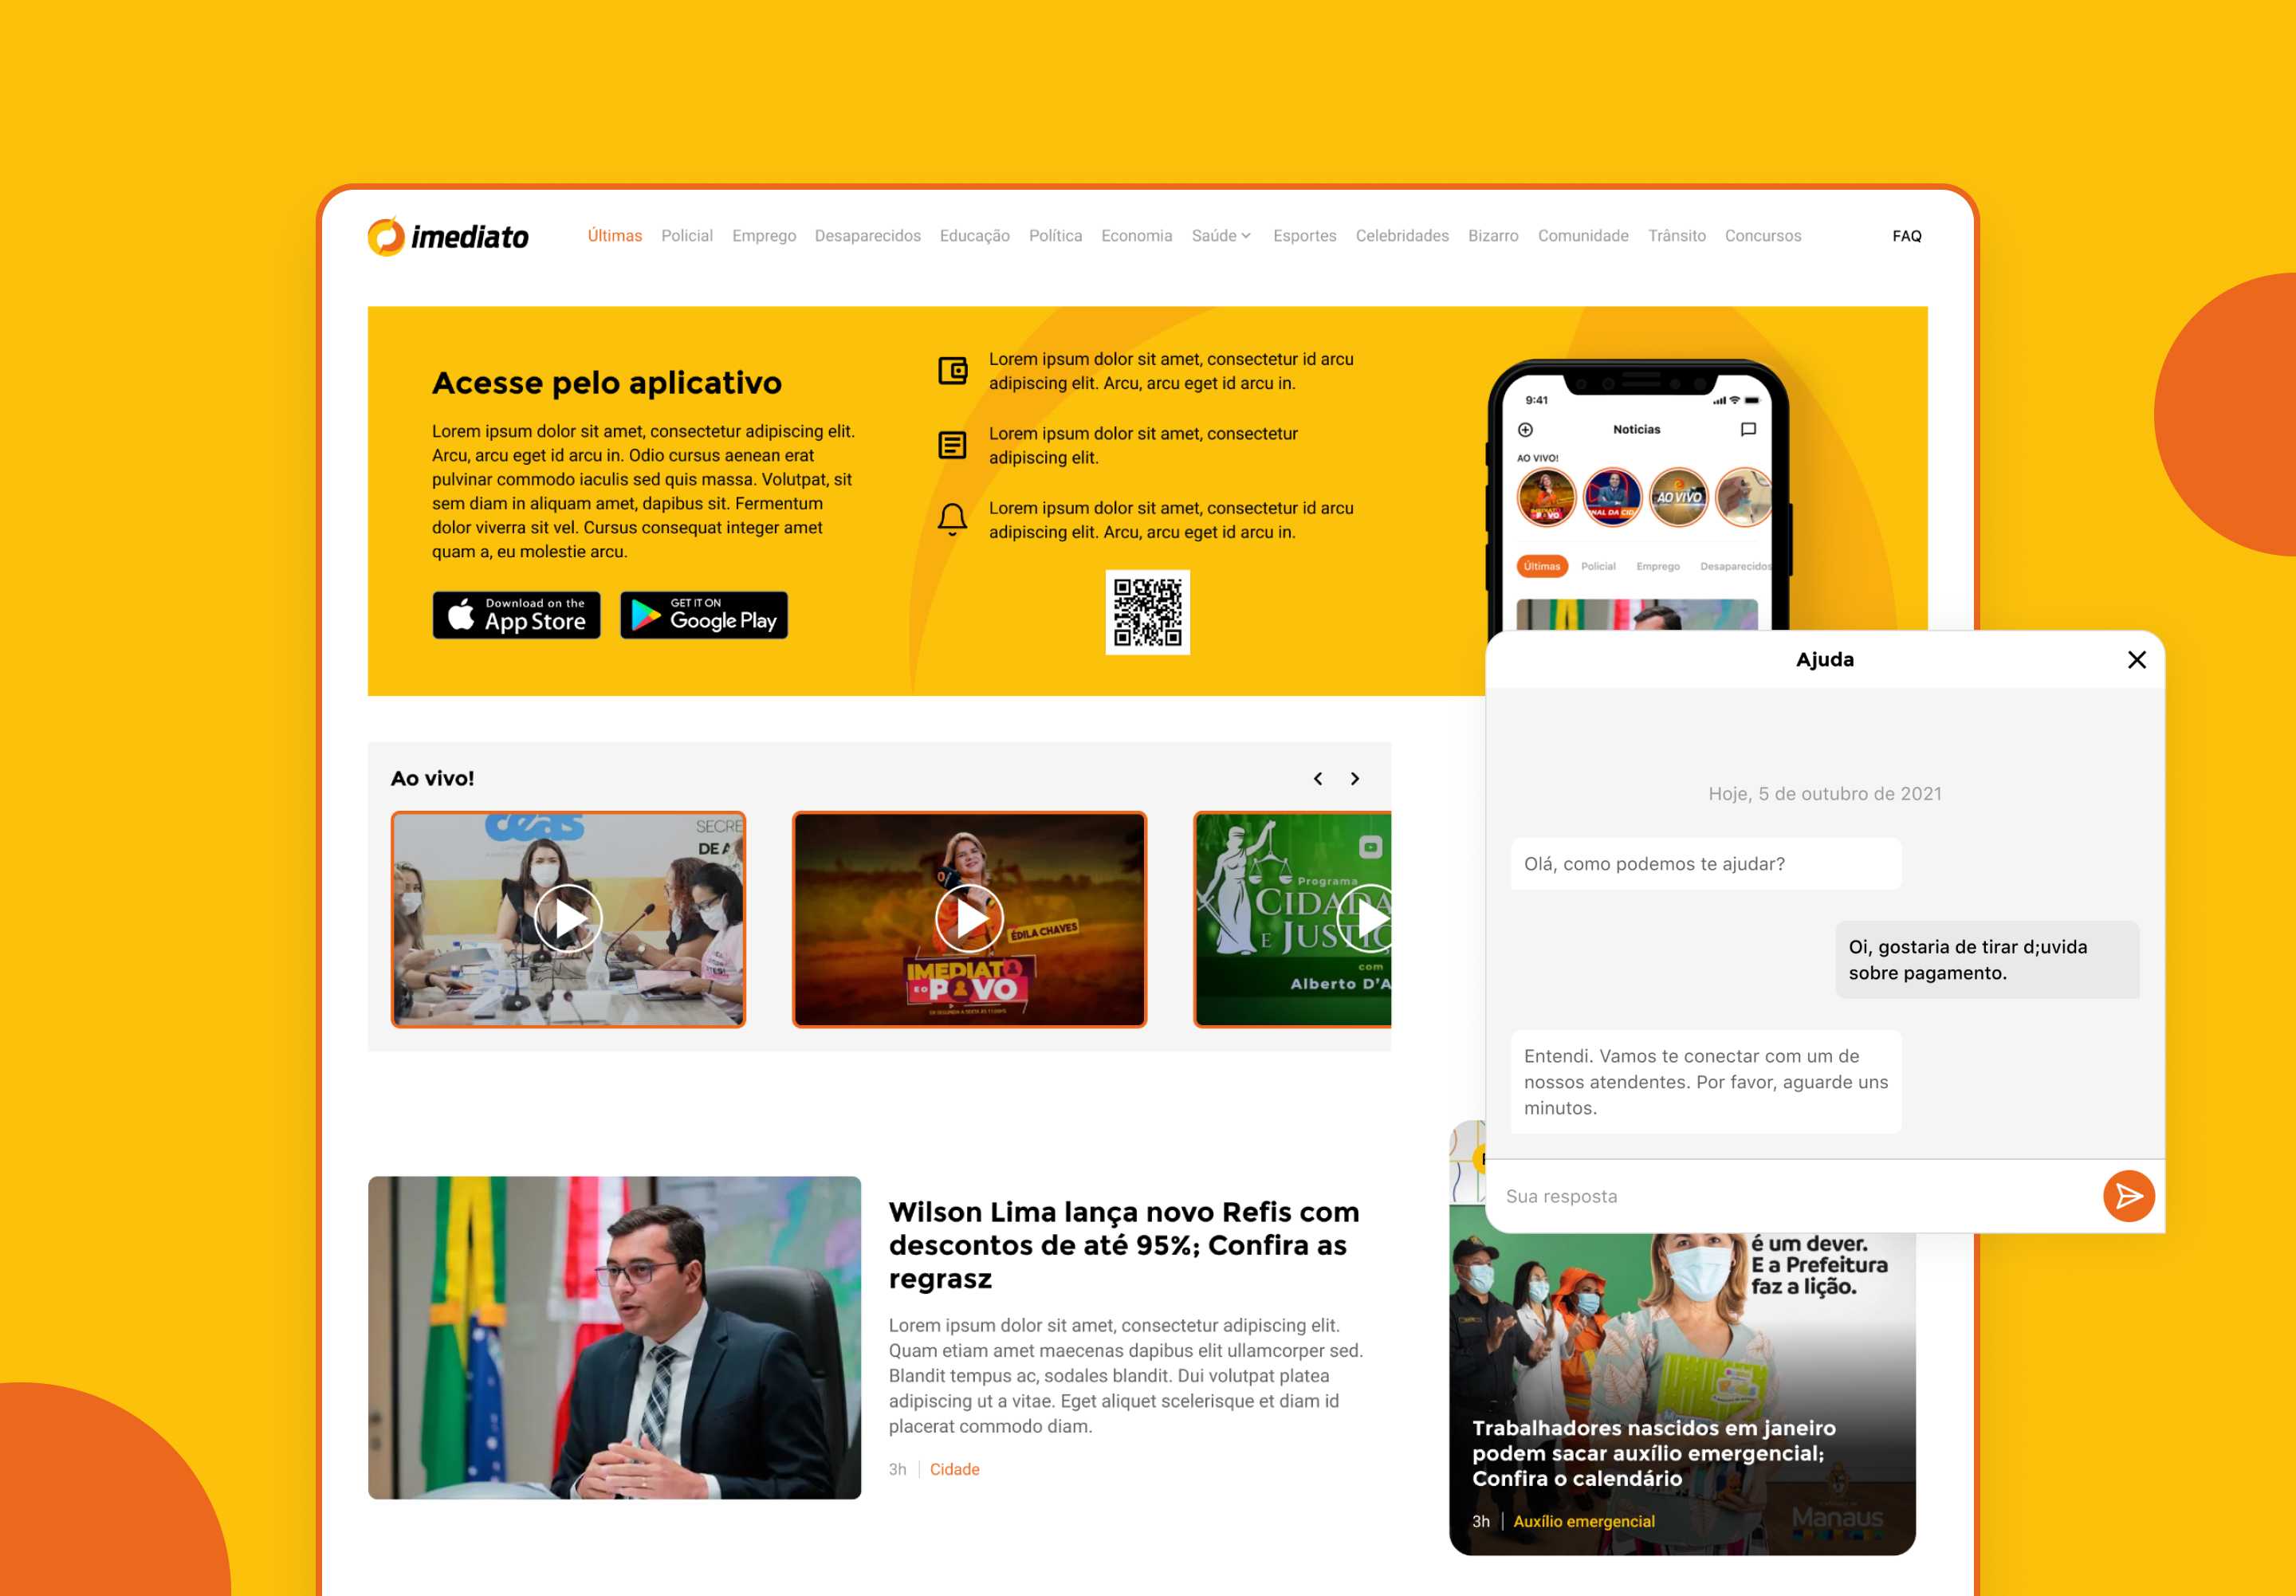 imediato
Últimas Policial Emprego Desaparecidos Educação Política Economia Saúde Esportes Celebridades Bizarro Comunidade Trânsito Concursos FAQ
Acesse pelo aplicativo
Lorem ipsum dolor sit amet, consectetur adipiscing elit.
Arcu, arcu eget id arcu in. Odio cursus aenean erat
pulvinar commodo iaculis sed quis massa. Volutpat, sit
sem diam in aliquam amet, dapibus sit. Fermentum
dolor viverra sit vel. Cursus consequat integer amet
quam a, eu molestie arcu.
Download on the
App Store
GET IT ON
Google Play
Lorem ipsum dolor sit amet, consectetur id arcu
adipiscing elit. Arcu, arcu eget id arcu in.
Lorem ipsum dolor sit amet, consectetur
adipiscing elit.
Lorem ipsum dolor sit amet, consectetur id arcu
adipiscing elit. Arcu, arcu eget id arcu in.
9:41
Noticias
AO VIVO!
AO VIVO
NAL DA CID
Últimas Policial Emprego Desaparecidos
Ao vivo!
ceas
SECRE
DE A
ÉDILA CHAVES
IMEDIATO
E O POVO
Programa
CIDADA
E JUSTIÇ
com
Alberto D'A
Wilson Lima lança novo Refis com
descontos de até 95%; Confira as
regrasz
Lorem ipsum dolor sit amet, consectetur adipiscing elit.
Quam etiam amet maecenas dapibus elit ullamcorper sed.
Blandit tempus ac, sodales blandit. Dui volutpat platea
adipiscing ut a vitae. Eget aliquet scelerisque et diam id
placerat commodo diam.
3h Cidade
Ajuda
Hoje, 5 de outubro de 2021
Olá, como podemos te ajudar?
Oi, gostaria de tirar d;uvida
sobre pagamento.
Entendi. Vamos te conectar com um de
nossos atendentes. Por favor, aguarde uns
minutos.
Sua resposta
é um dever.
E a Prefeitura
faz a lição.
Trabalhadores nascidos em janeiro
podem sacar auxílio emergencial;
Confira o calendário
3h Auxílio emergencial
Manaus